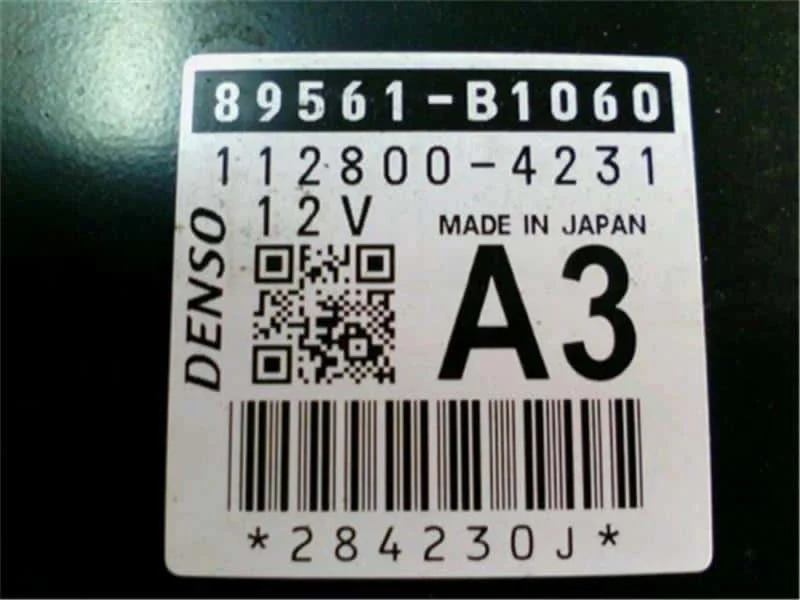 89561-B1060
112800-4231
12V
MADE IN JAPAN
DENSO
A3
*284230J*